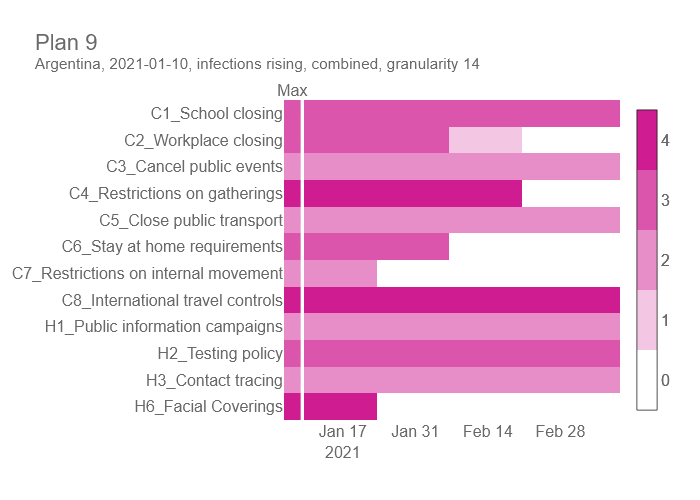 Plan 9
Argentina, 2021-01-10, infections rising, combined, granularity 14
Max
C1_School closing
C2_Workplace closing
C3_Cancel public events
C4_Restrictions on gatherings
C5_Close public transport
C6_Stay at home requirements
C7_Restrictions on internal movement
C8_International travel controls
H1_Public information campaigns
H2_Testing policy
H3_Contact tracing
H6_Facial Coverings
Jan 17 Jan 31 Feb 14 Feb 28
2021
4
3
2
1
0